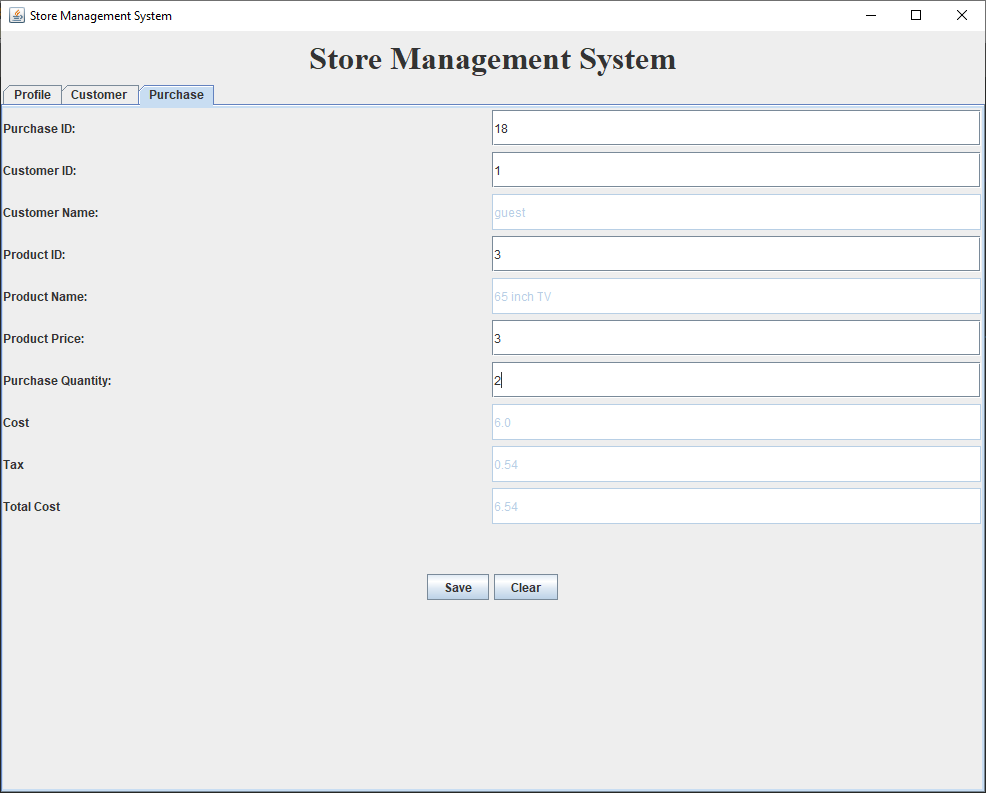 Store Management System
Store Management System
Profile Customer Purchase
Purchase ID: 18
Customer ID: 1
Customer Name: guest
Product ID: 3
Product Name: 65 inch TV
Product Price: 3
Purchase Quantity: 2
Cost 6.0
Tax 0.54
Total Cost 6.54
Save Clear